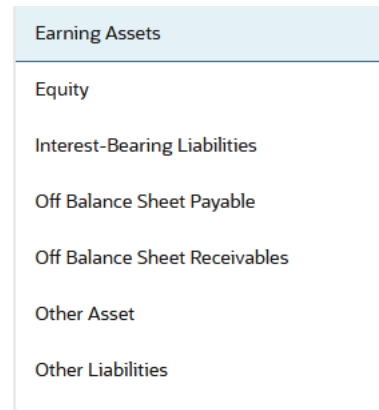 Earning Assets
Equity
Interest-Bearing Liabilities
Off Balance Sheet Payable
Off Balance Sheet Receivables
Other Asset
Other Liabilities